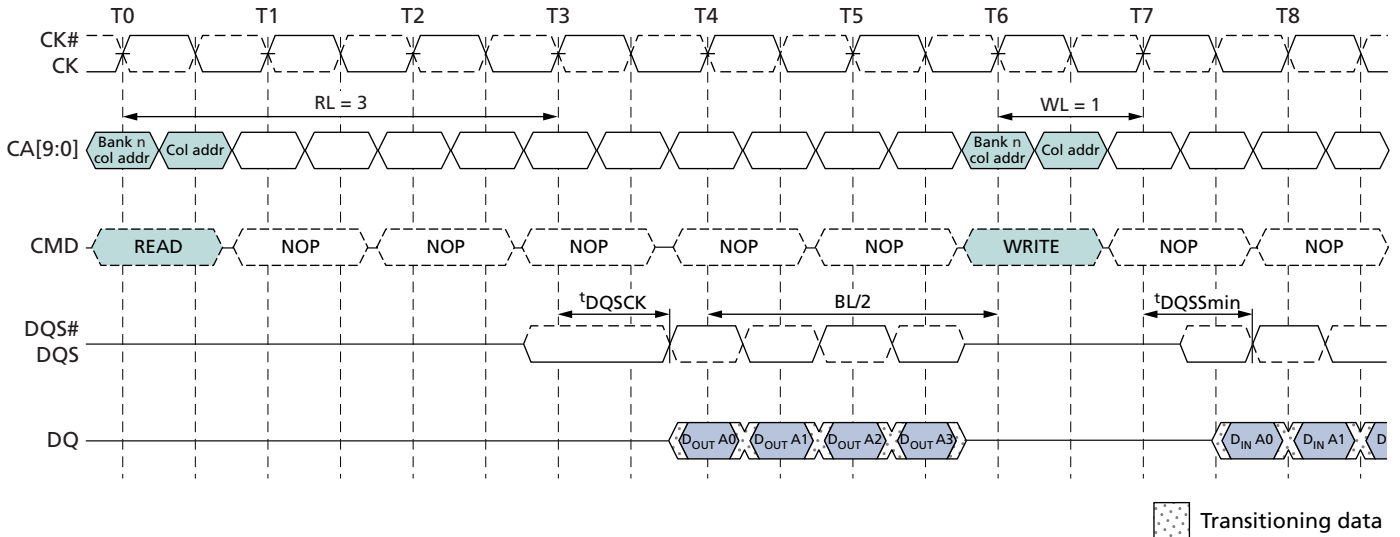 T0 T1 T2 T3 T4 T5 T6 T7 T8
CK#
CK
RL = 3 WL = 1
CA[9:0] Bank n col addr Col addr Bank n col addr Col addr
CMD READ NOP NOP NOP NOP NOP WRITE NOP NOP
tDQSCK BL/2 tDQSSmin
DQS#
DQS
DQ DOUT A0 DOUT A1 DOUT A2 DOUT A3 DIN A0 DIN A1 D
Transitioning data